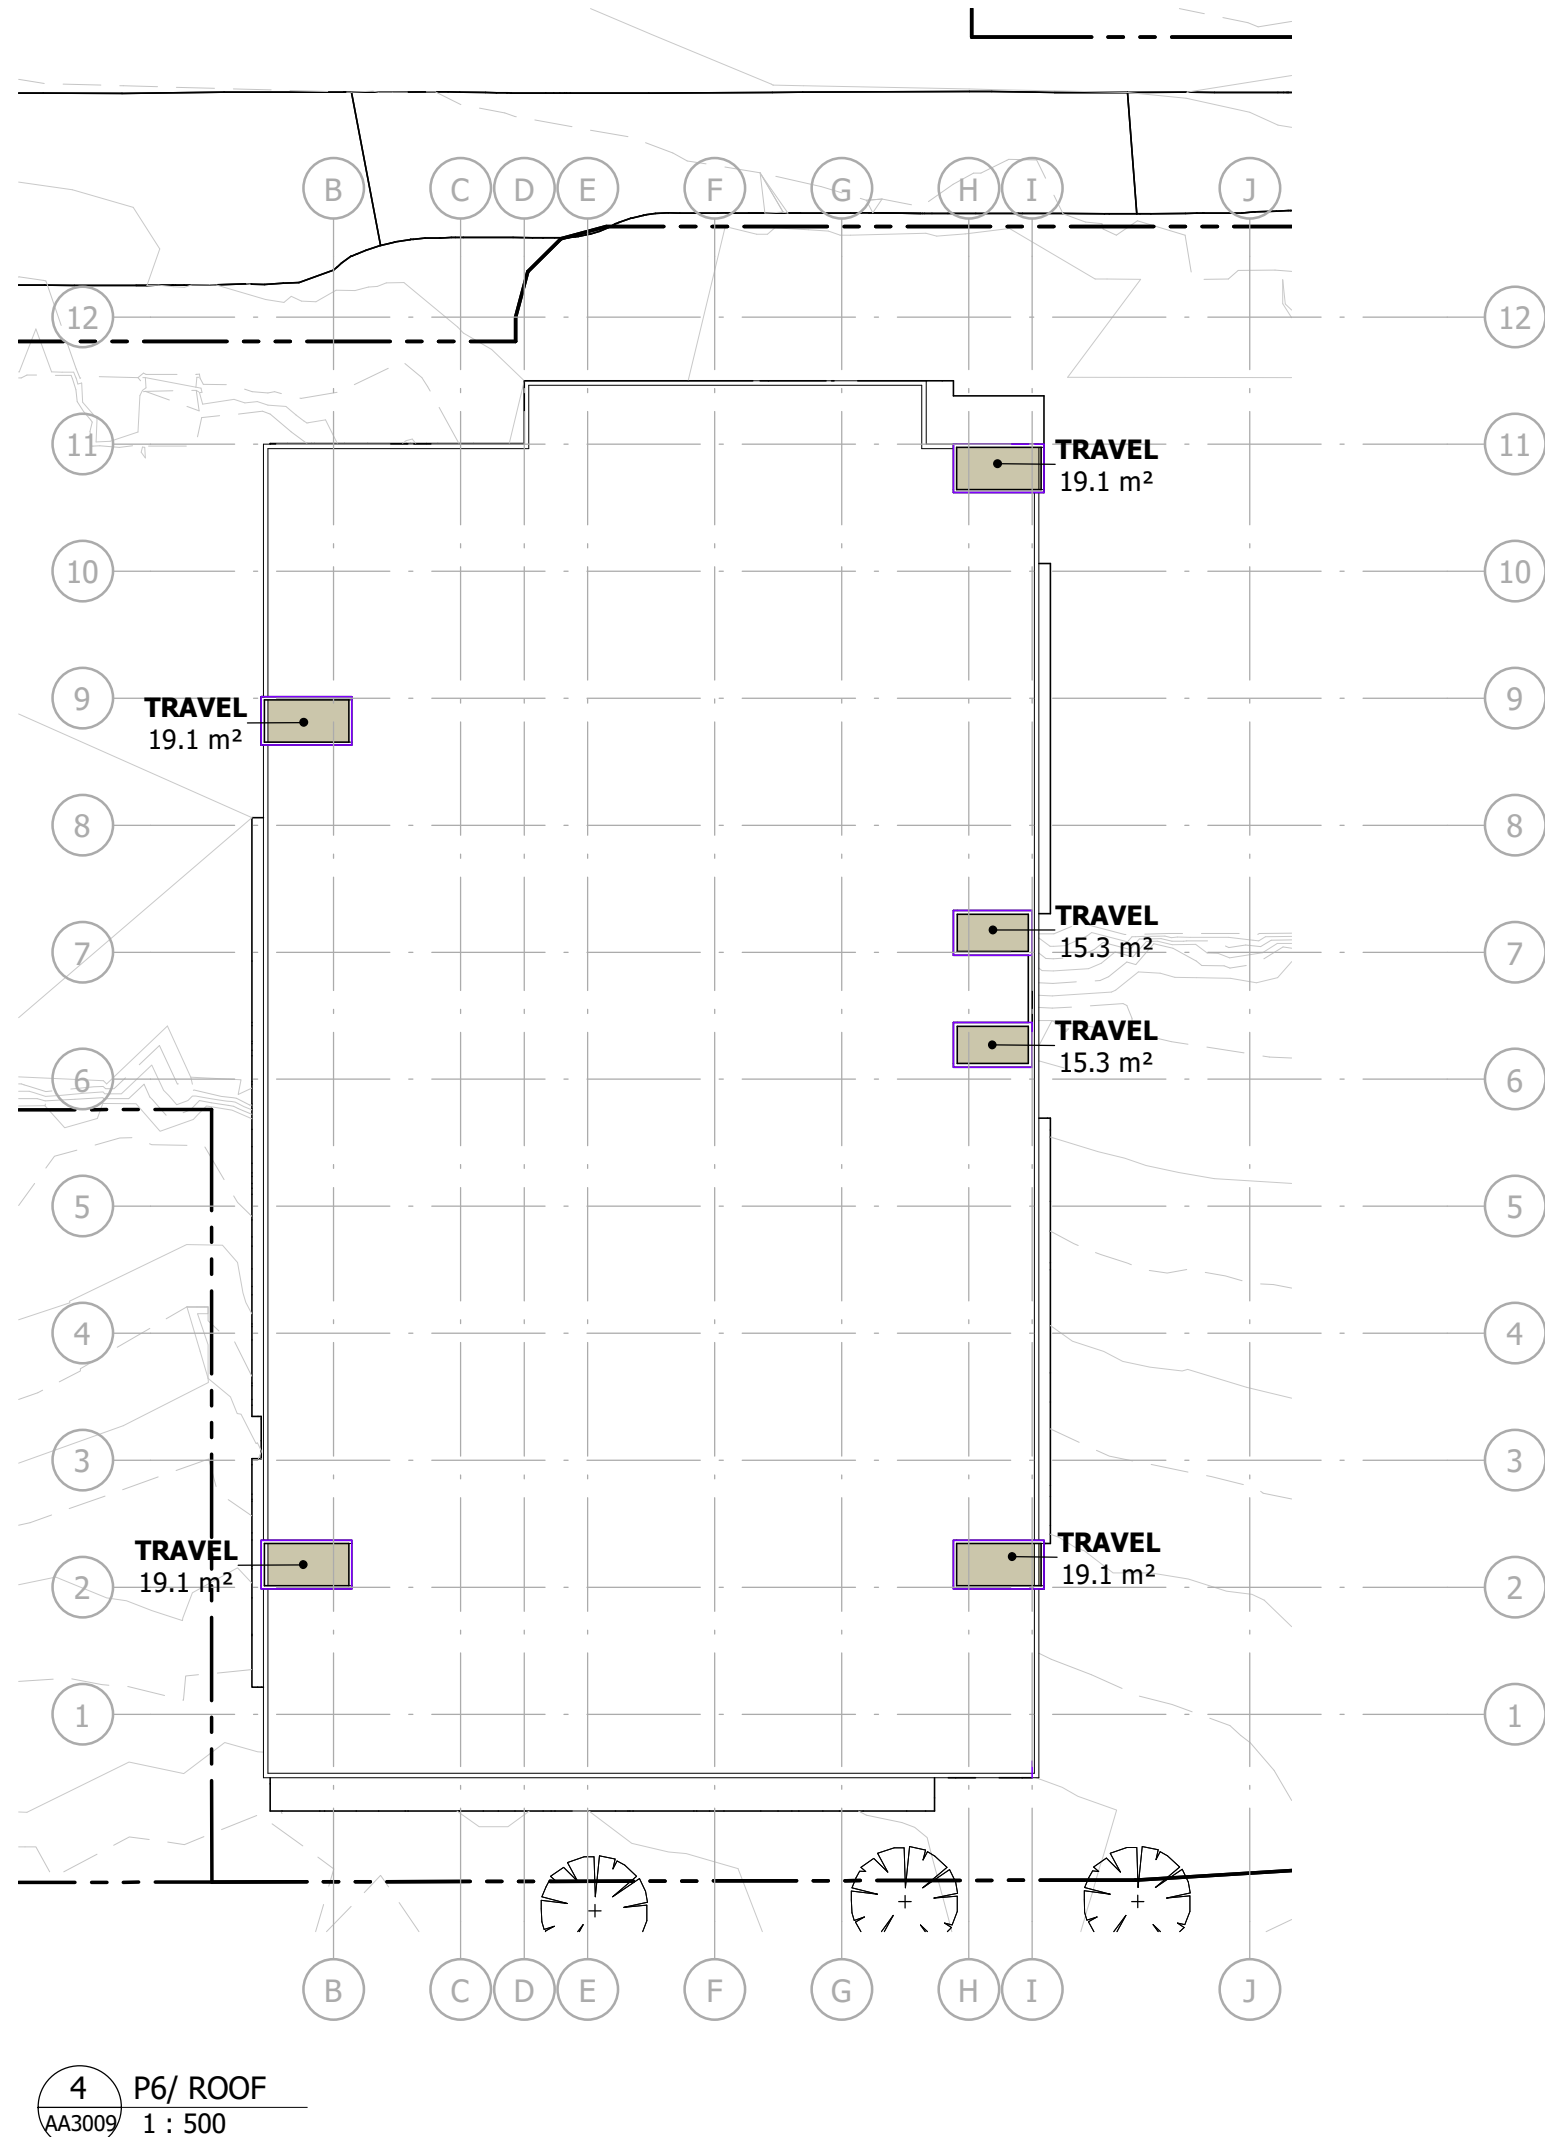 B C D E F G H I J
12 12
11 11
TRAVEL
19.1 m²
10 10
9 9
TRAVEL
19.1 m²
8 8
TRAVEL
15.3 m²
7 7
TRAVEL
15.3 m²
6 6
5 5
4 4
3 3
TRAVEL
19.1 m²
TRAVEL
19.1 m²
2 2
1 1
B C D E F G H I J
4 P6/ ROOF
AA3009 1 : 500